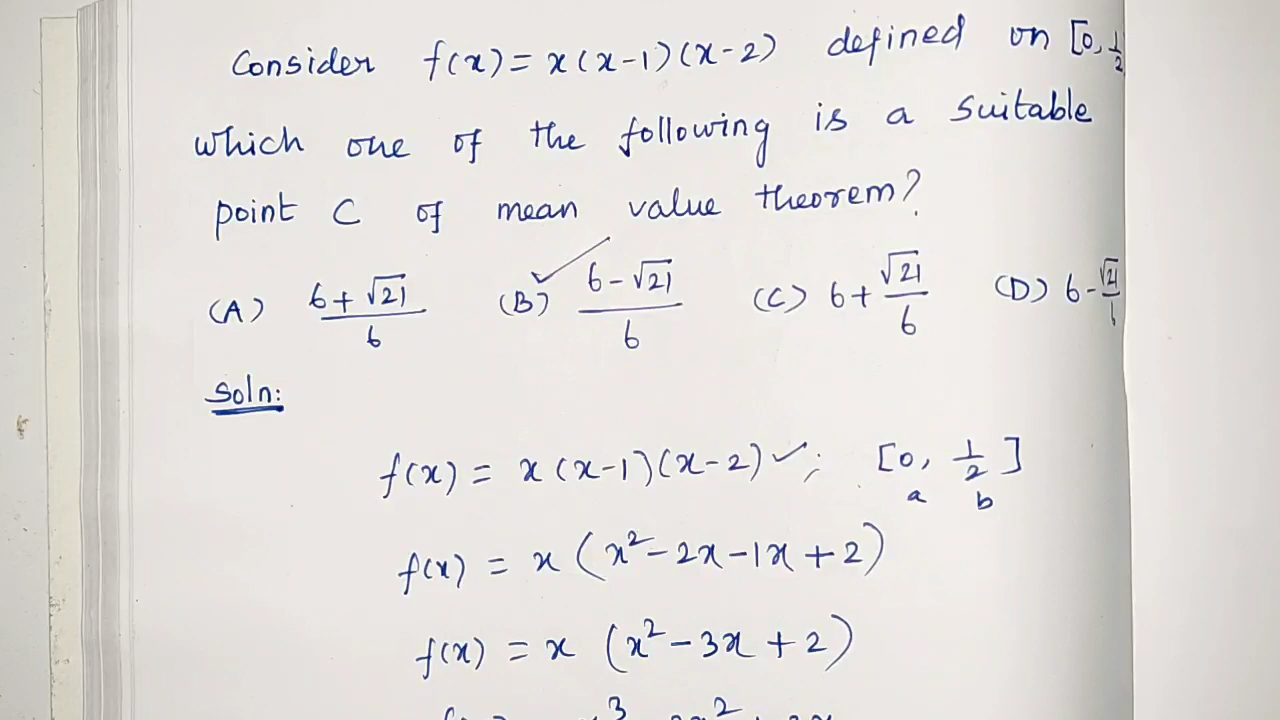 Consider f(x) = x(x-1)(x-2) defined on [0, 1/2
which one of the following is a suitable
point C of mean value theorem?
(A) (6+√21)/6 (B) (6-√21)/6 (C) 6+√21/6 (D) 6-√21/6
Soln:
f(x) = x(x-1)(x-2) ✓; [0, 1/2]
a b
f(x) = x(x²-2x-1x+2)
f(x) = x (x²-3x+2)